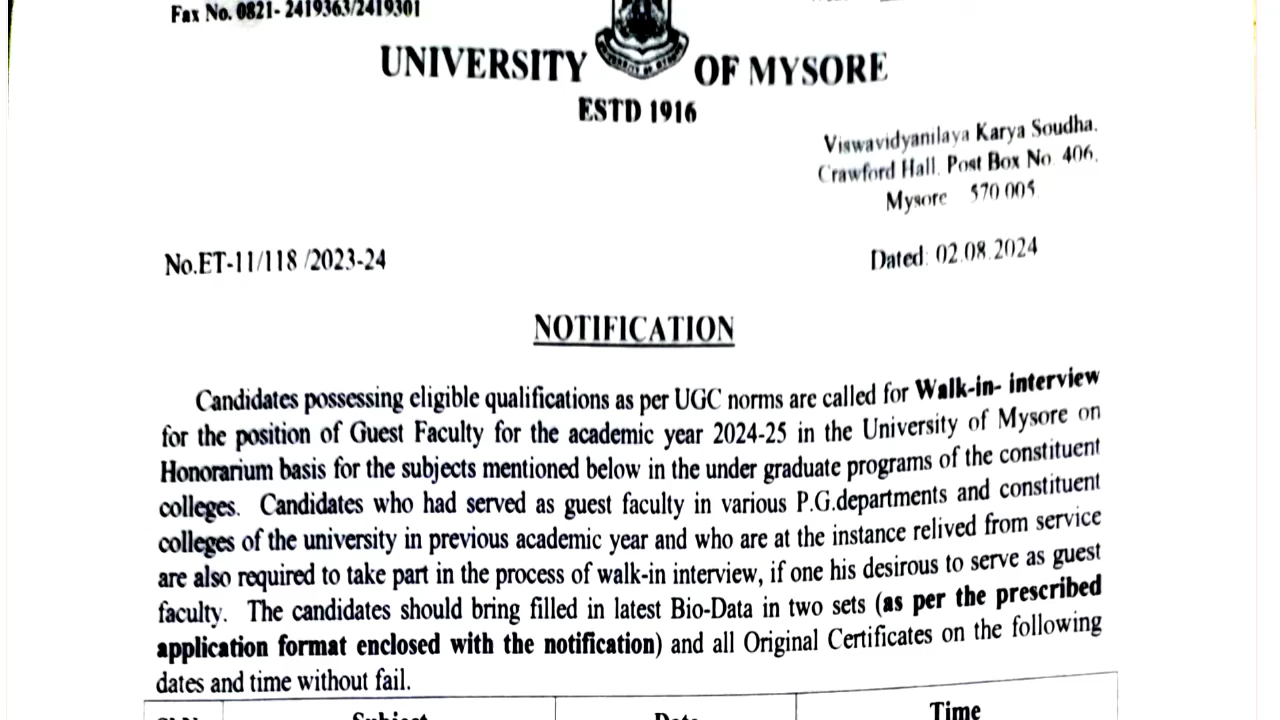 Fax No. 0821- 2419363/2419301
UNIVERSITY OF MYSORE
ESTD 1916
Viswavidyanilaya Karya Soudha.
Crawford Hall. Post Box No. 406.
Mysore 570 005
No.ET-11/118 /2023-24
Dated: 02.08.2024
NOTIFICATION
Candidates possessing eligible qualifications as per UGC norms are called for Walk-in- interview
for the position of Guest Faculty for the academic year 2024-25 in the University of Mysore on
Honorarium basis for the subjects mentioned below in the under graduate programs of the constituent
colleges. Candidates who had served as guest faculty in various P.G.departments and constituent
colleges of the university in previous academic year and who are at the instance relived from service
are also required to take part in the process of walk-in interview, if one his desirous to serve as guest
faculty. The candidates should bring filled in latest Bio-Data in two sets (as per the prescribed
application format enclosed with the notification) and all Original Certificates on the following
dates and time without fail.
Subject Date Time